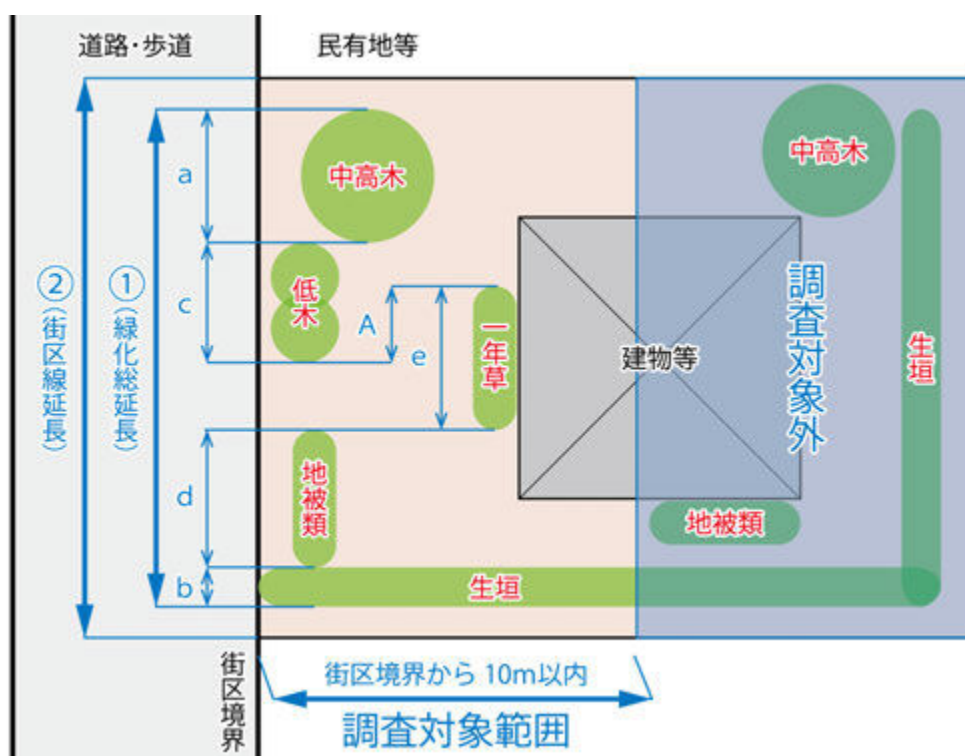 道路・歩道
民有地等
中高木
中高木
a
②(街区線延長)
①(緑化総延長)
c
低木
A
e
一年草
建物等
調査対象外
生垣
d
地被類
地被類
b
生垣
街区境界
街区境界から 10m以内
調査対象範囲